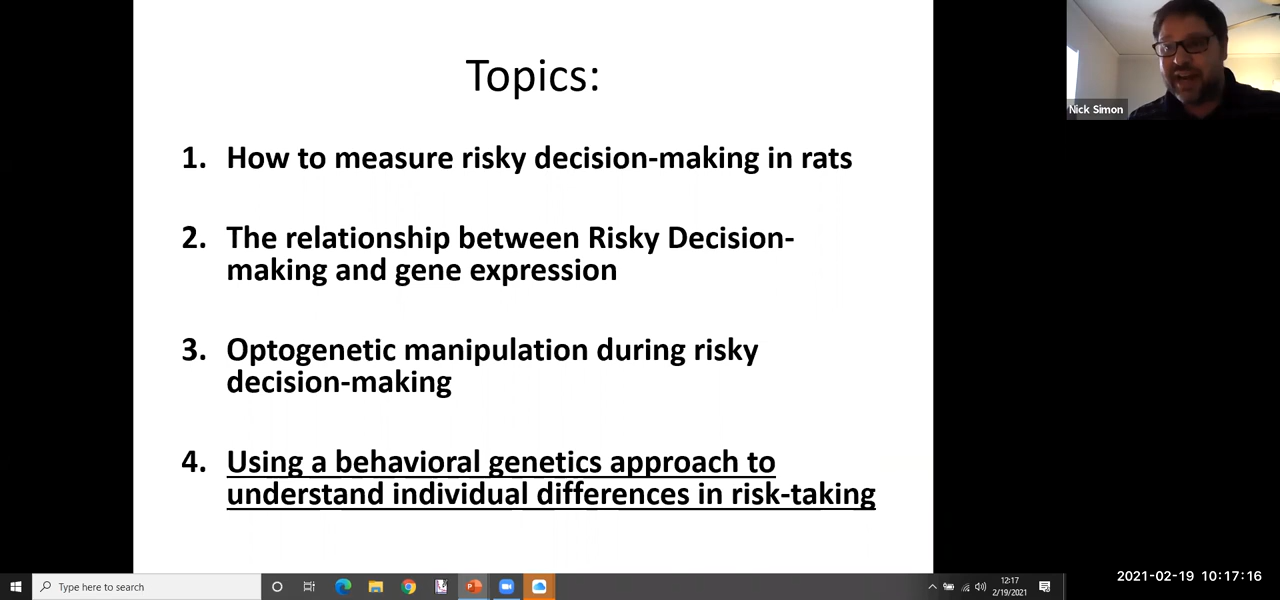 Topics:
1. How to measure risky decision-making in rats
2. The relationship between Risky Decision-
making and gene expression
3. Optogenetic manipulation during risky
decision-making
4. Using a behavioral genetics approach to
understand individual differences in risk-taking
Nick Simon
Type here to search
12:17
2/19/2021
2021-02-19 10:17:16